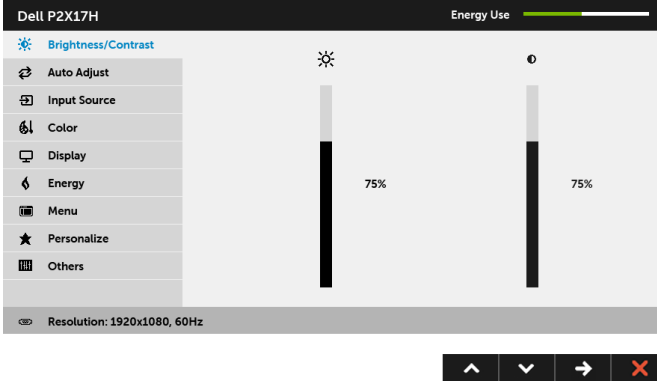 Dell P2X17H
Energy Use
Brightness/Contrast
Auto Adjust
Input Source
Color
Display
Energy
Menu
Personalize
Others
75%
75%
Resolution: 1920x1080, 60Hz